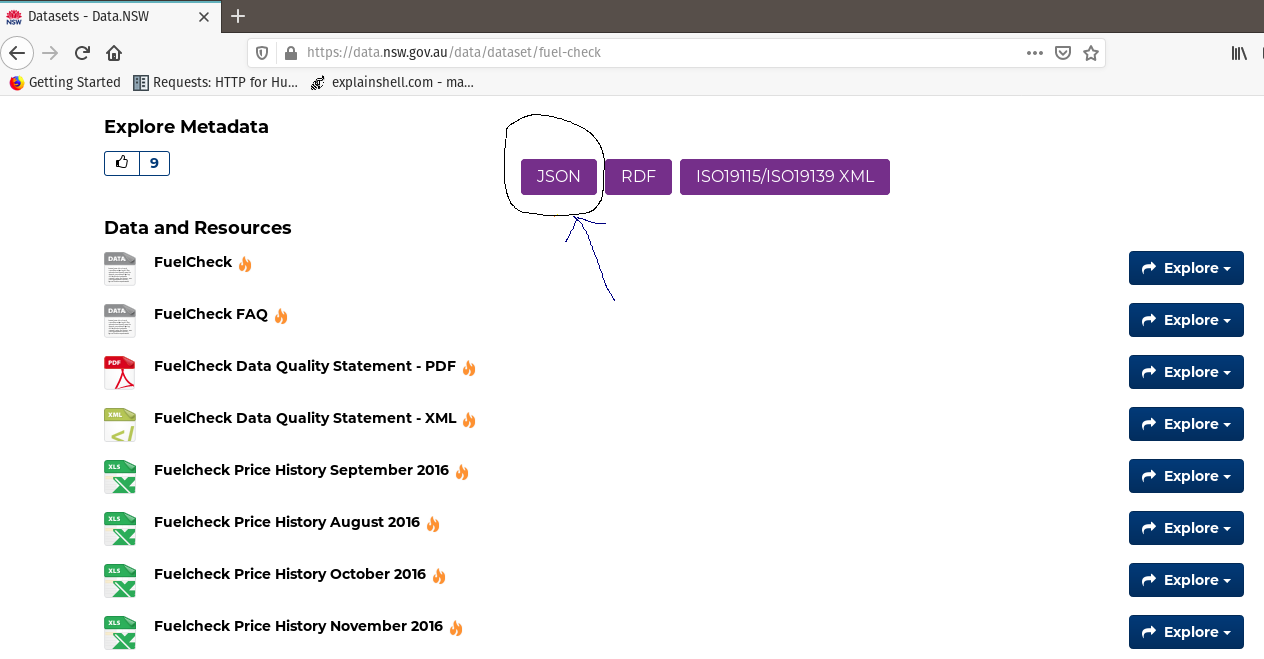 Datasets - Data.NSW
https://data.nsw.gov.au/data/dataset/fuel-check
Getting Started Requests: HTTP for Hu... explainshell.com - ma...
Explore Metadata
9
JSON RDF ISO19115/ISO19139 XML
Data and Resources
DATA FuelCheck Explore
DATA FuelCheck FAQ Explore
PDF FuelCheck Data Quality Statement - PDF Explore
XML FuelCheck Data Quality Statement - XML Explore
XLS Fuelcheck Price History September 2016 Explore
XLS Fuelcheck Price History August 2016 Explore
XLS Fuelcheck Price History October 2016 Explore
XLS Fuelcheck Price History November 2016 Explore